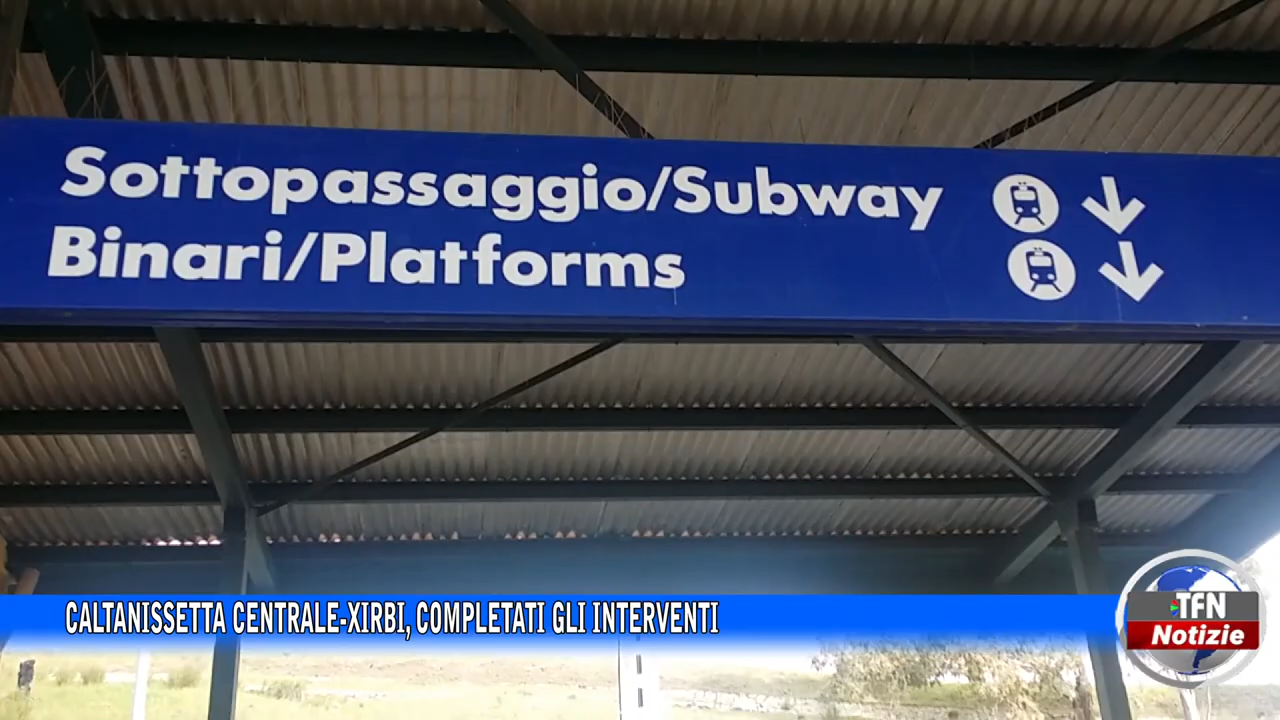 Sottopassaggio/Subway
Binari/Platforms
CALTANISSETTA CENTRALE-XIRBI, COMPLETATI GLI INTERVENTI
TFN
Notizie